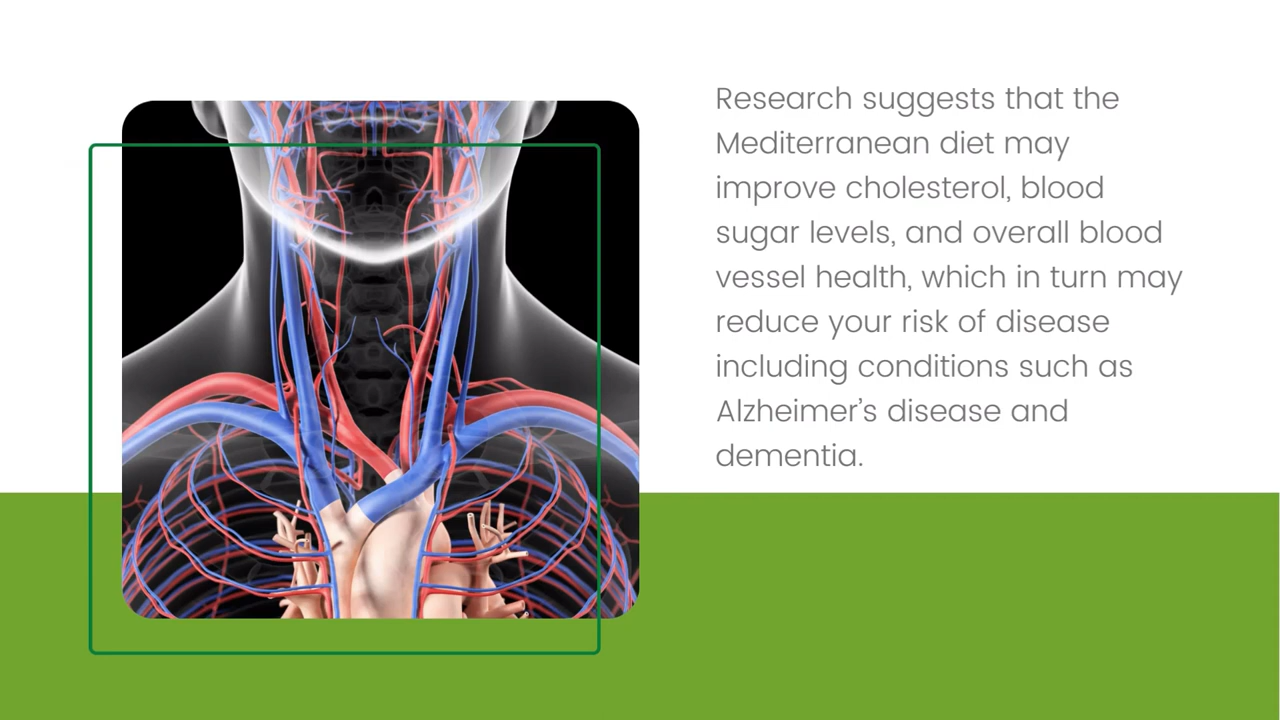 Research suggests that the
Mediterranean diet may
improve cholesterol, blood
sugar levels, and overall blood
vessel health, which in turn may
reduce your risk of disease
including conditions such as
Alzheimer’s disease and
dementia.